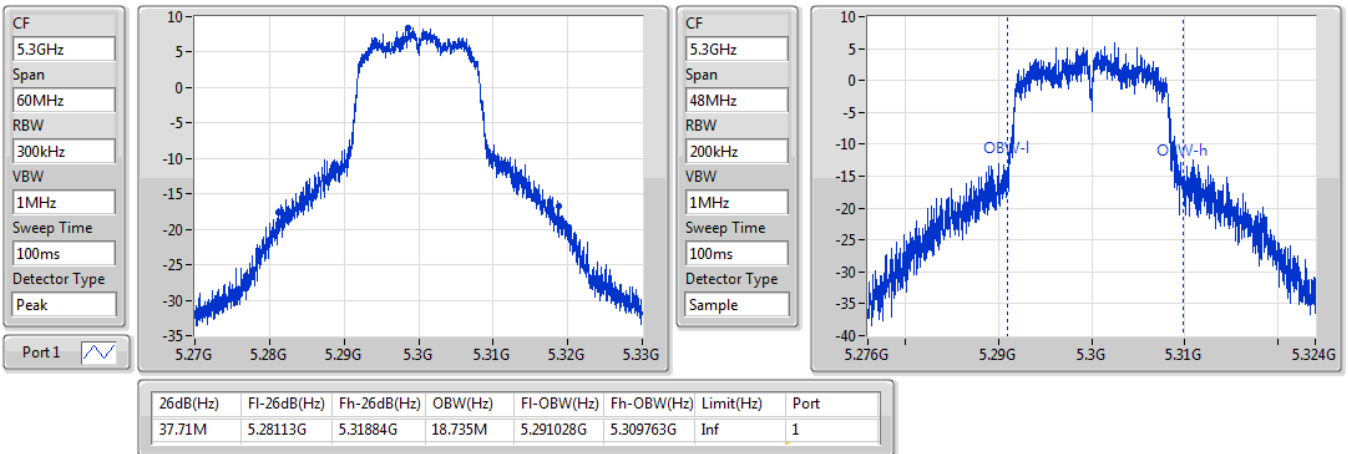 CF
5.3GHz
Span
60MHz
RBW
300kHz
VBW
1MHz
Sweep Time
100ms
Detector Type
Peak
Port 1
10
5
0
-5
-10
-15
-20
-25
-30
-35
5.27G 5.28G 5.29G 5.3G 5.31G 5.32G 5.33G
CF
5.3GHz
Span
48MHz
RBW
200kHz
VBW
1MHz
Sweep Time
100ms
Detector Type
Sample
10
5
0
-5
-10
-15
-20
-25
-30
-35
-40
OBW-l OBW-h
5.276G 5.29G 5.3G 5.31G 5.324G
26dB(Hz) Fl-26dB(Hz) Fh-26dB(Hz) OBW(Hz) Fl-OBW(Hz) Fh-OBW(Hz) Limit(Hz) Port
37.71M 5.28113G 5.31884G 18.735M 5.291028G 5.309763G Inf 1